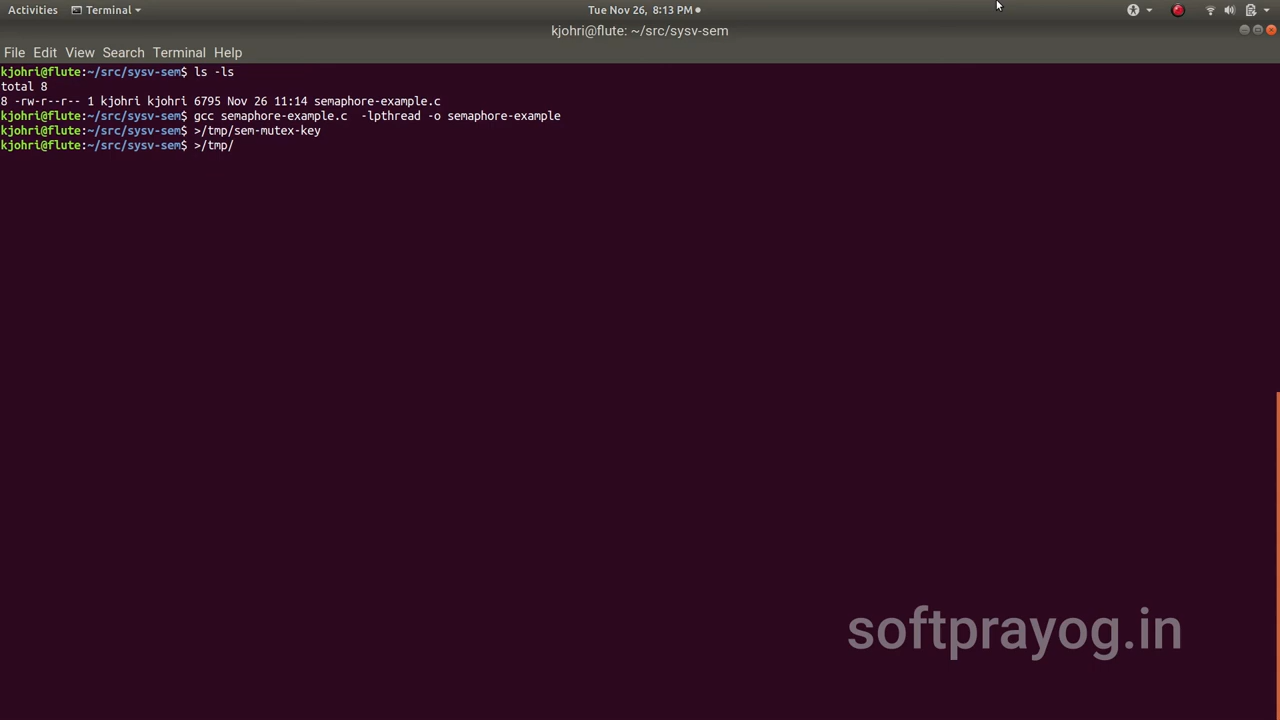 Activities Terminal Tue Nov 26, 8:13 PM
kjohri@flute: ~/src/sysv-sem
File Edit View Search Terminal Help
kjohri@flute:~/src/sysv-sem$ ls -ls
total 8
8 -rw-r--r-- 1 kjohri kjohri 6795 Nov 26 11:14 semaphore-example.c
kjohri@flute:~/src/sysv-sem$ gcc semaphore-example.c  -lpthread -o semaphore-example
kjohri@flute:~/src/sysv-sem$ >/tmp/sem-mutex-key
kjohri@flute:~/src/sysv-sem$ >/tmp/
softprayog.in